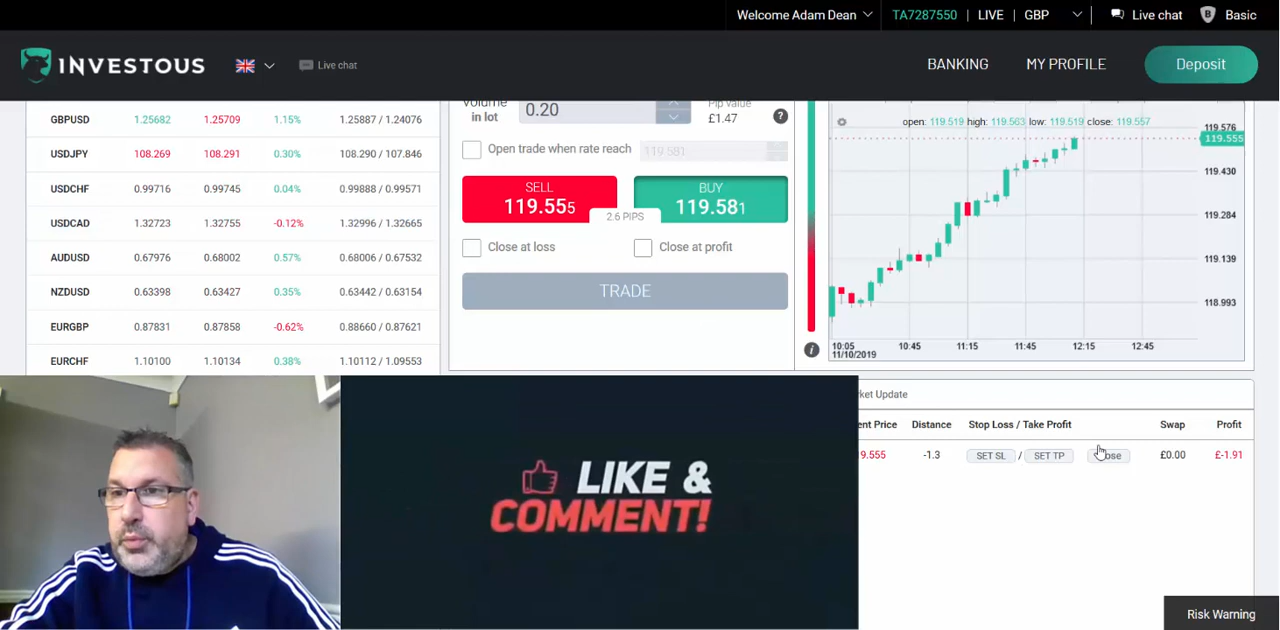 Welcome Adam Dean TA7287550 LIVE GBP Live chat Basic
INVESTOUS Live chat BANKING MY PROFILE Deposit
GBPUSD 1.25682 1.25709 1.15% 1.25887 / 1.24076
USDJPY 108.269 108.291 0.30% 108.290 / 107.846
USDCHF 0.99716 0.99745 0.04% 0.99888 / 0.99571
USDCAD 1.32723 1.32755 -0.12% 1.32996 / 1.32665
AUDUSD 0.67976 0.68002 0.57% 0.68006 / 0.67532
NZDUSD 0.63398 0.63427 0.35% 0.63442 / 0.63154
EURGBP 0.87831 0.87858 -0.62% 0.88660 / 0.87621
EURCHF 1.10100 1.10134 0.38% 1.10112 / 1.09553
Volume
in lot
0.20
Pip Value
£1.47
?
Open trade when rate reach 119.581
SELL
119.555
BUY
119.581
2.6 PIPS
Close at loss
Close at profit
TRADE
open: 119.519 high: 119.563 low: 119.519 close: 119.557
119.576
119.555
119.430
119.284
119.139
118.993
10:05 10:45 11:15 11:45 12:15 12:45
11/10/2019
i
ket Update
ent Price Distance Stop Loss / Take Profit Swap Profit
9.555 -1.3 SET SL / SET TP £0.00 £-1.91
LIKE &
COMMENT!
Risk Warning